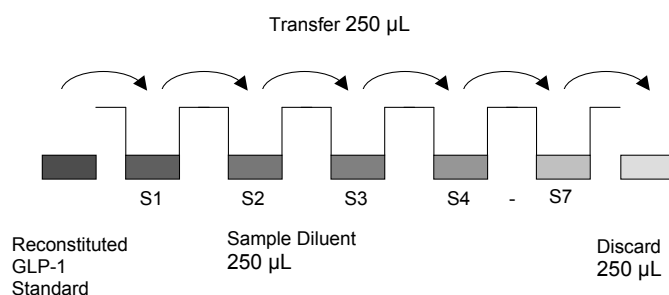 Transfer 250 µL
S1 S2 S3 S4 - S7
Reconstituted
GLP-1
Standard
Sample Diluent
250 µL
Discard
250 µL